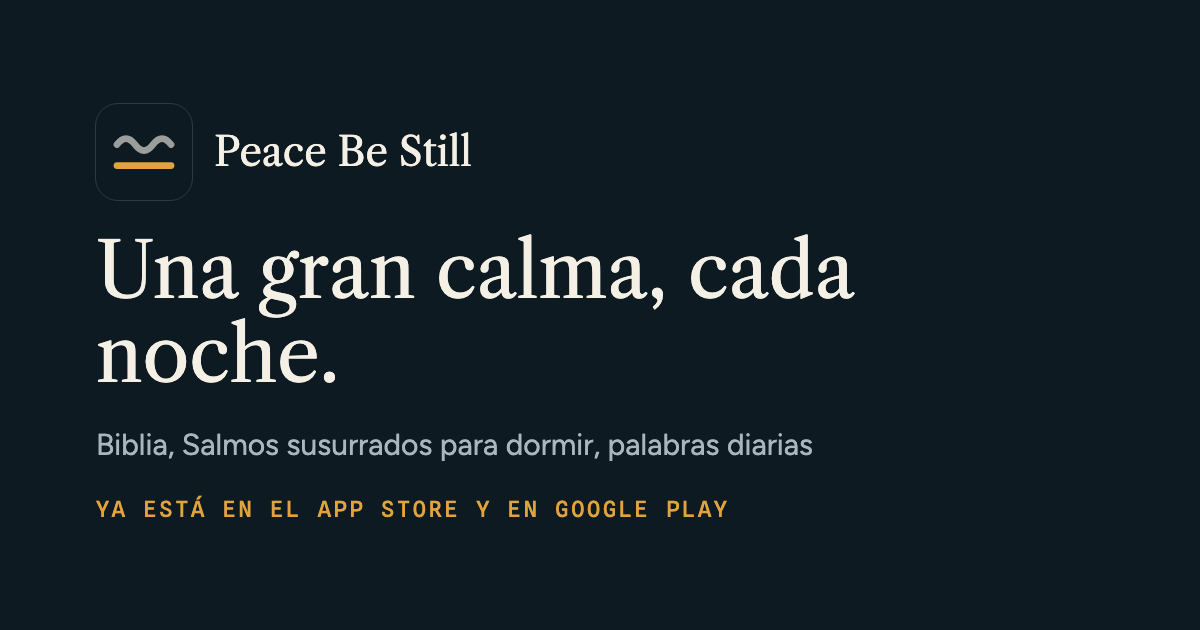 Peace Be Still
Una gran calma, cada
noche.
Biblia, Salmos susurrados para dormir, palabras diarias
YA ESTÁ EN EL APP STORE Y EN GOOGLE PLAY